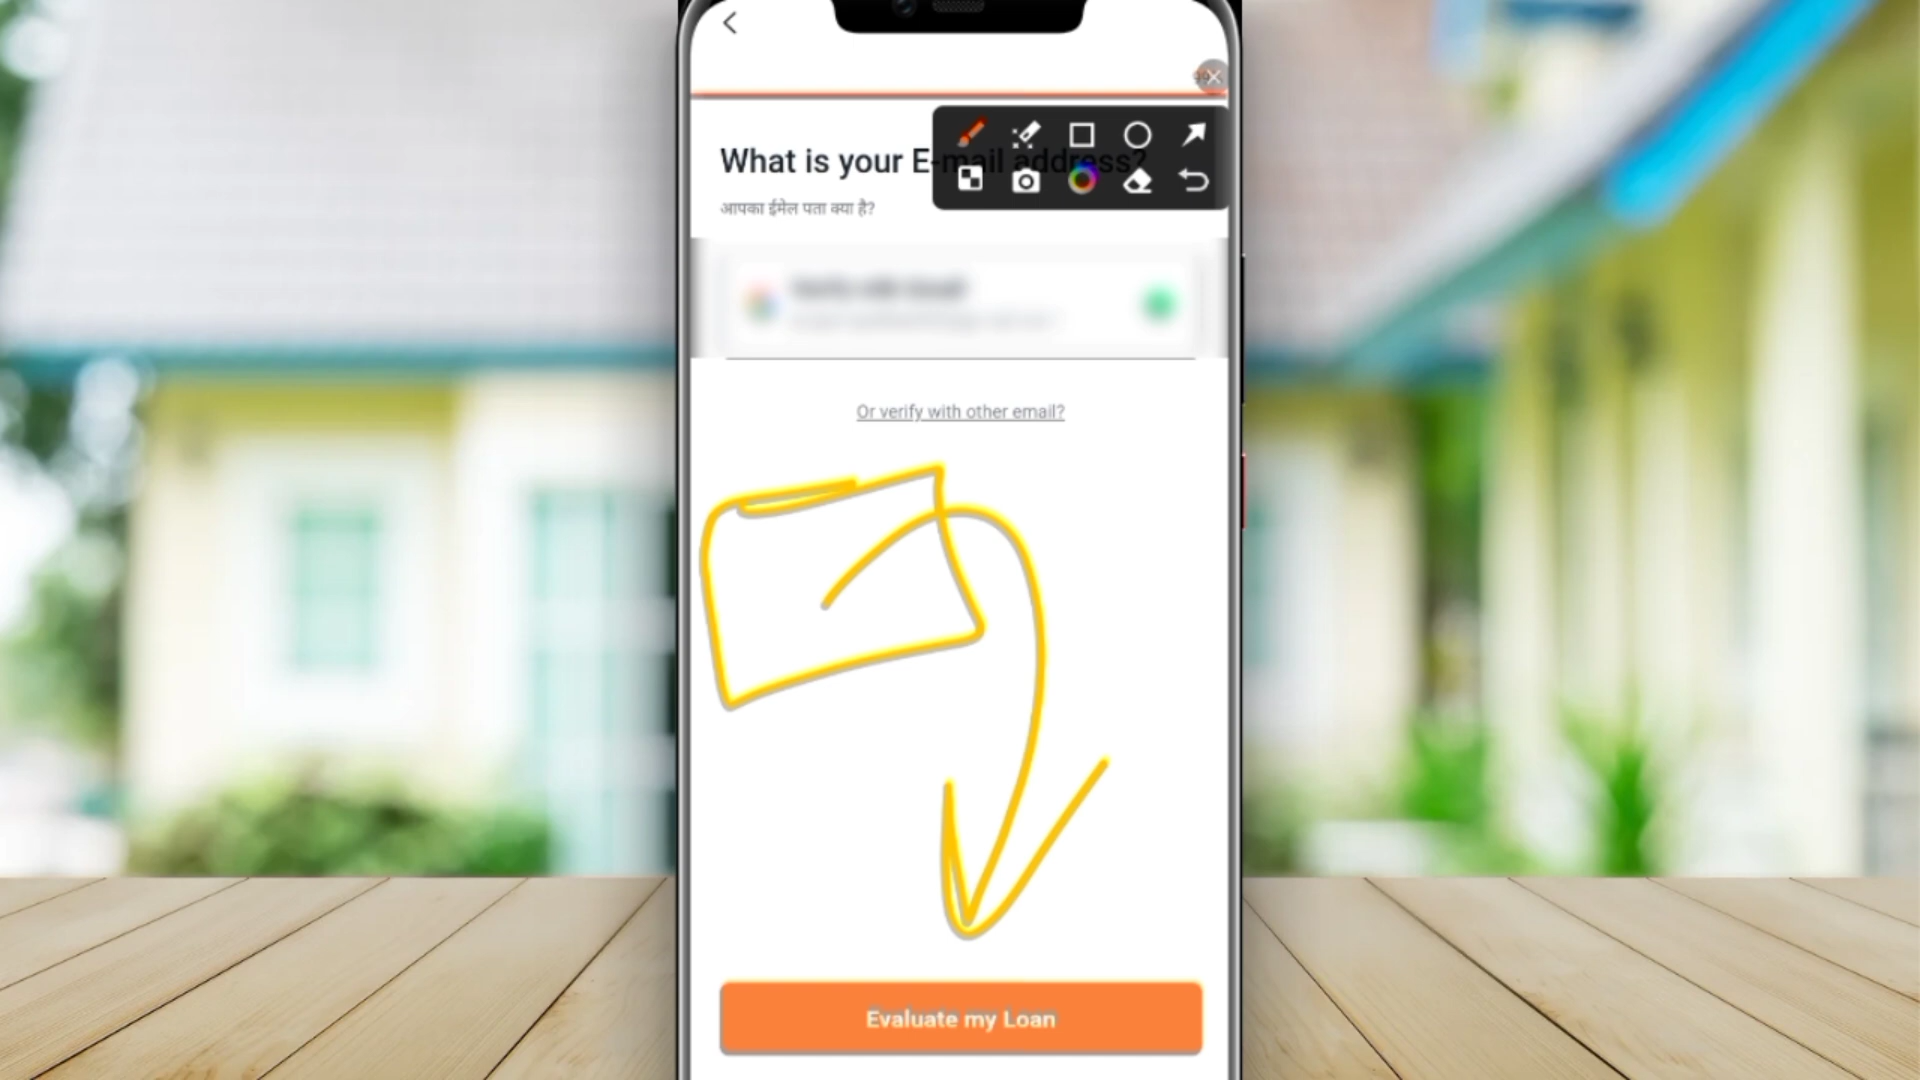 What is your E-mail address?
आपका ईमेल पता क्या है?
Or verify with other email?
Evaluate my Loan